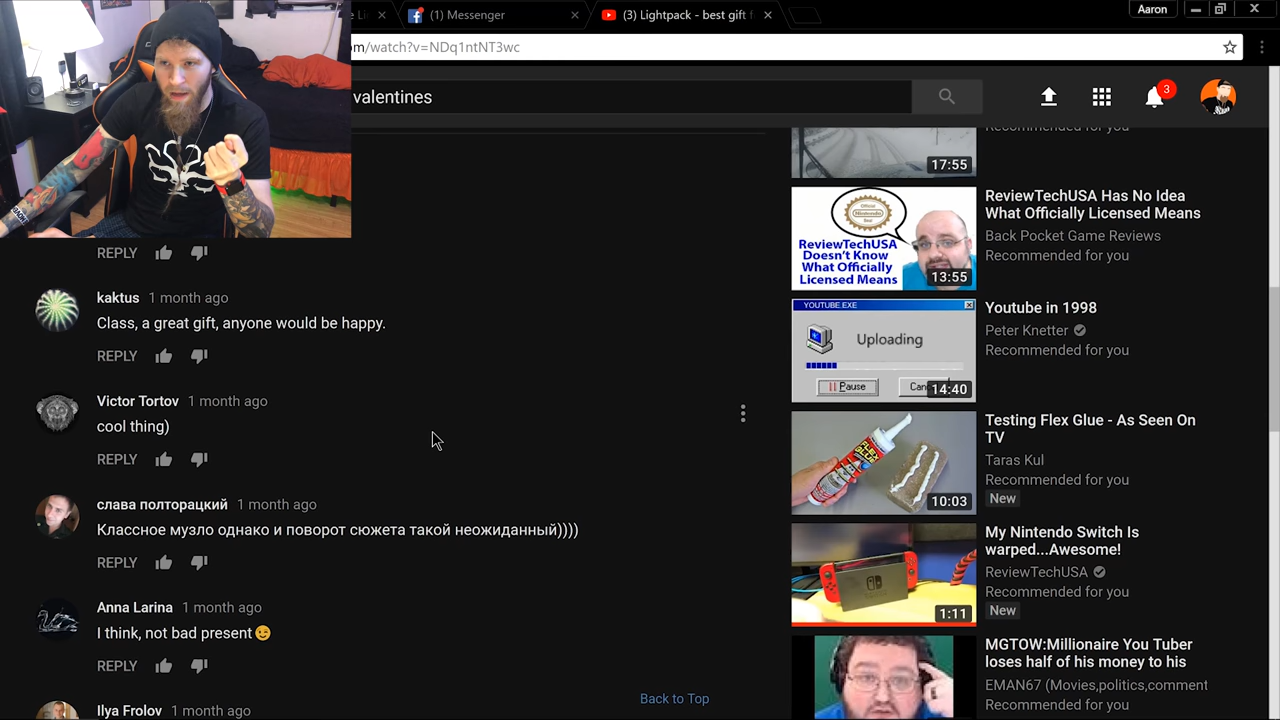 (1) Messenger
(3) Lightpack - best gift
Aaron
om/watch?v=NDq1ntNT3wc
valentines
3
17:55
Recommended for you
Official
Nintendo
Seal
ReviewTechUSA
Doesn't Know
What Officially
Licensed Means
13:55
ReviewTechUSA Has No Idea
What Officially Licensed Means
Back Pocket Game Reviews
Recommended for you
REPLY
kaktus 1 month ago
Class, a great gift, anyone would be happy.
REPLY
YOUTUBE.EXE
Uploading
Pause
14:40
Youtube in 1998
Peter Knetter
Recommended for you
Victor Tortov 1 month ago
cool thing)
REPLY
FLEX
GLUE
10:03
Testing Flex Glue - As Seen On
TV
Taras Kul
Recommended for you
New
слава полторацкий 1 month ago
Классное музло однако и поворот сюжета такой неожиданный))))
REPLY
1:11
My Nintendo Switch Is
warped...Awesome!
ReviewTechUSA
Recommended for you
New
Anna Larina 1 month ago
I think, not bad present😉
REPLY
MGTOW:Millionaire You Tuber
loses half of his money to his
EMAN67 (Movies,politics,comment
Recommended for you
Back to Top
Ilya Frolov 1 month ago